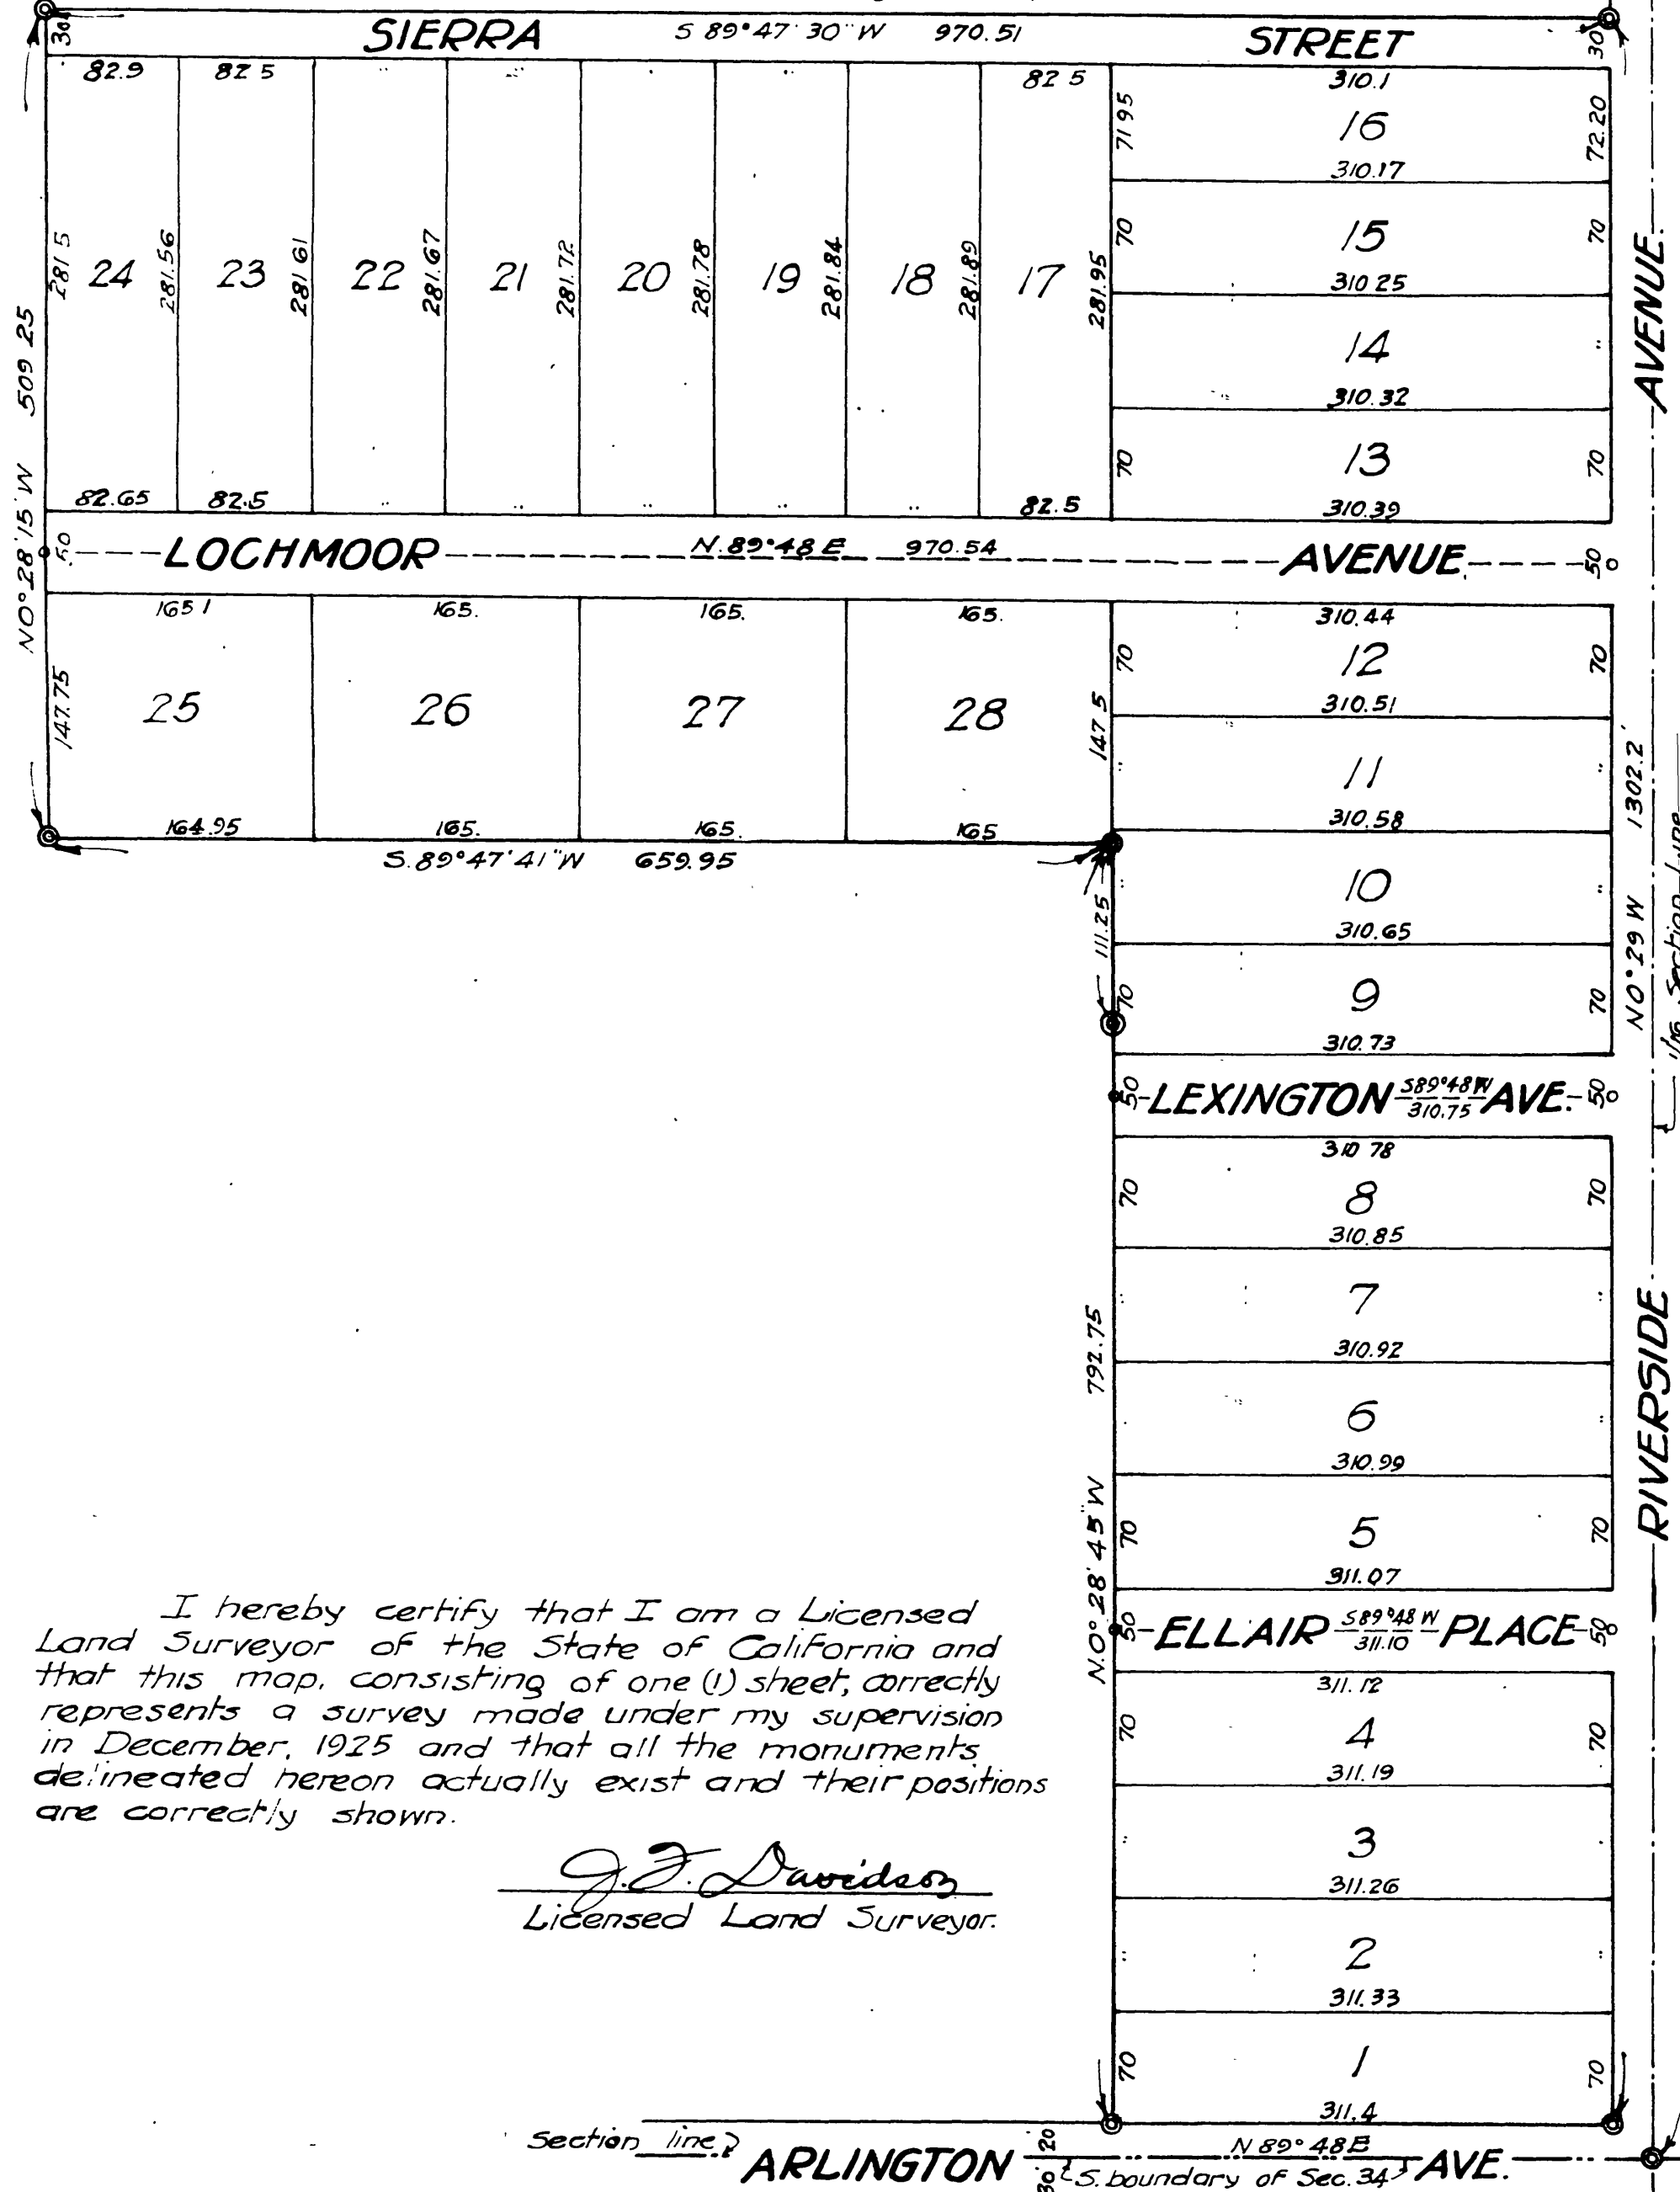 SIERRA S 89°47'30"W 970.51 STREET
30 30
82.9 82 5 " " " " " 82 5 310.1
71 95 16 72.20
310.17
70 15 70
310 25
281 5 24 281.56 23 281 61 22 281.67 21 281.72 20 281.78 19 281.84 18 281.89 17 281.95
14 "
310.32
70 13 70
82.65 82.5 " " " " " 82.5 310.39
N0°28'15"W 509 25
50 LOCHMOOR N.89°48 E 970.54 AVENUE. 50
165 1 165. 165. 165. 310.44
70 12 70
310.51
147.75 25 26 27 28 147 5
" 11 "
310.58
164.95 165. 165. 165
S.89°47'41"W 659.95
" 10 "
310.65
111.25
70 9 70
310.73
50 LEXINGTON S89°48W 310.75 AVE. 50
310 78
70 8 70
310.85
" 7 "
310.92
792.75
6 "
310.99
N.0°28'45"W
70 5 70
311.07
50 ELLAIR S89°48 W 311.10 PLACE 50
311.12
70 4 70
311.19
" 3
311.26
" 2 "
311.33
70 1 70
311.4
AVENUE.
N0°29 W 1302.2'
1/16 Section Line
RIVERSIDE
I hereby certify that I am a Licensed
Land Surveyor of the State of California and
that this map, consisting of one (1) sheet, correctly
represents a survey made under my supervision
in December, 1925 and that all the monuments
delineated hereon actually exist and their positions
are correctly shown.
J. F. Davidson
Licensed Land Surveyor.
Section line
ARLINGTON 20 N 89°48E AVE.
30 S. boundary of Sec. 34